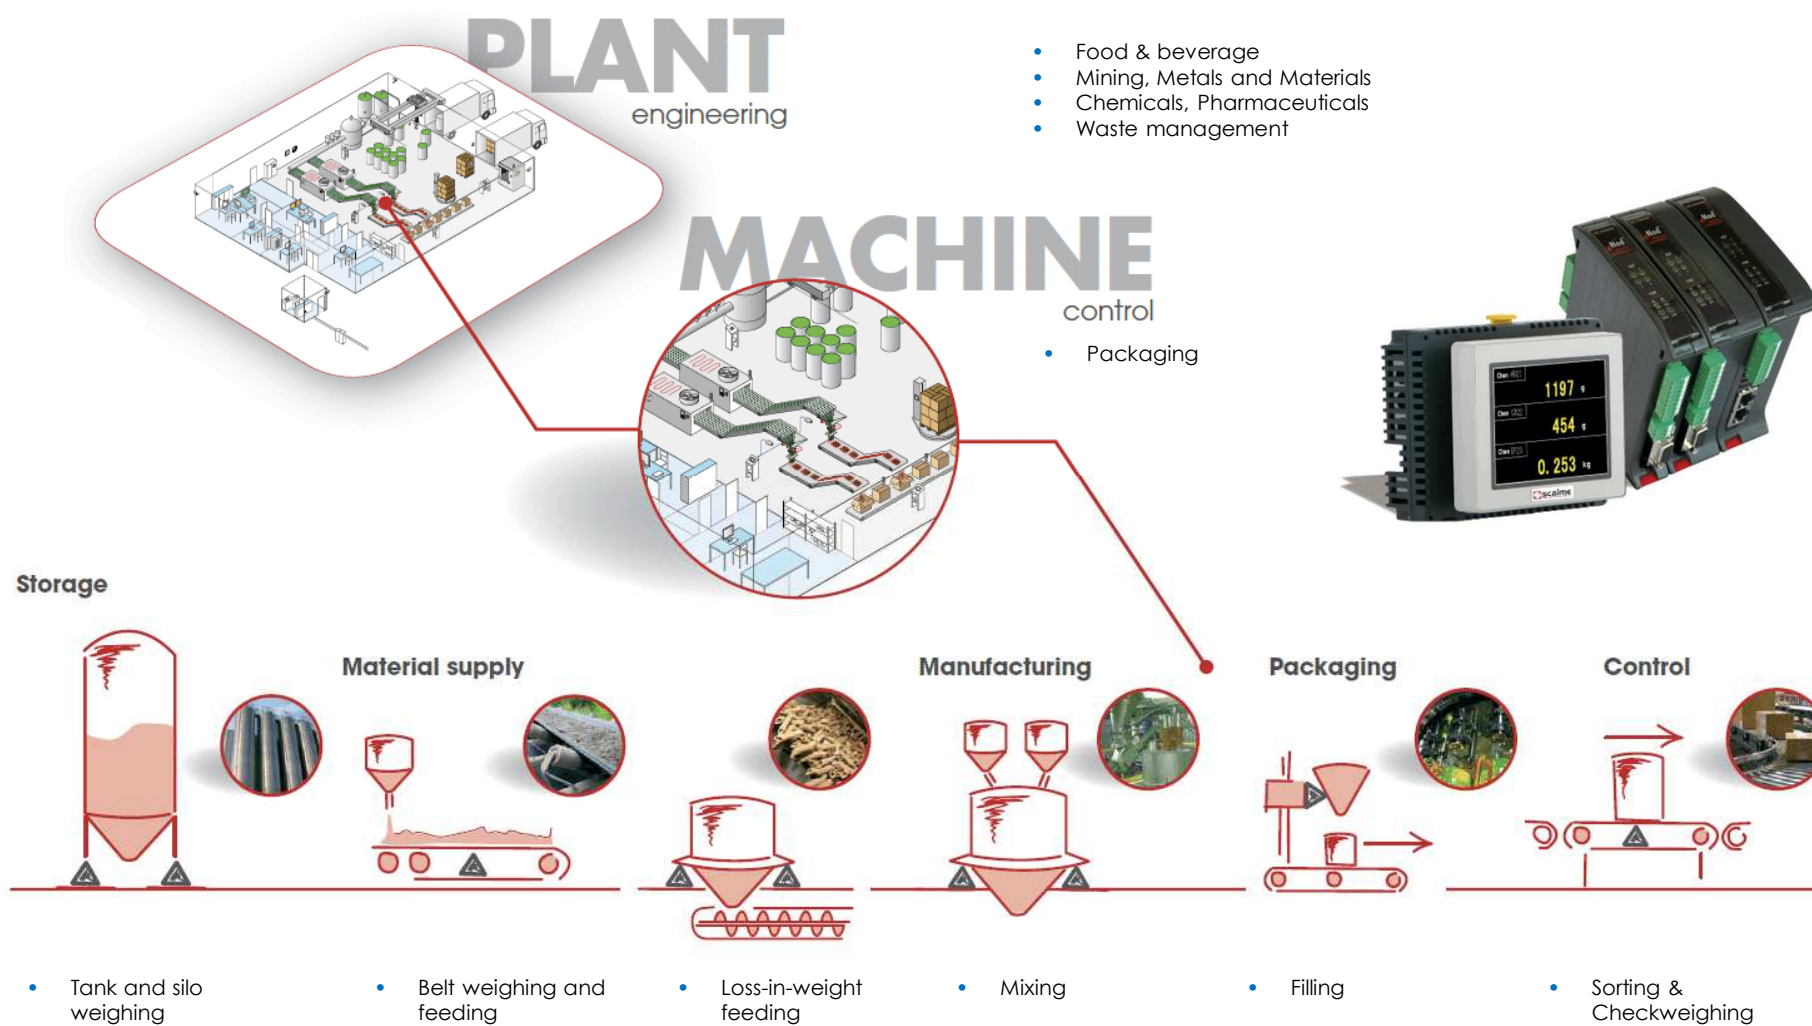 PLANT
engineering
• Food & beverage
• Mining, Metals and Materials
• Chemicals, Pharmaceuticals
• Waste management
MACHINE
control
• Packaging
1197 g
454 g
0.253 kg
scaime
Storage
Material supply
Manufacturing
Packaging
Control
• Tank and silo
weighing
• Belt weighing and
feeding
• Loss-in-weight
feeding
• Mixing
• Filling
• Sorting &
Checkweighing